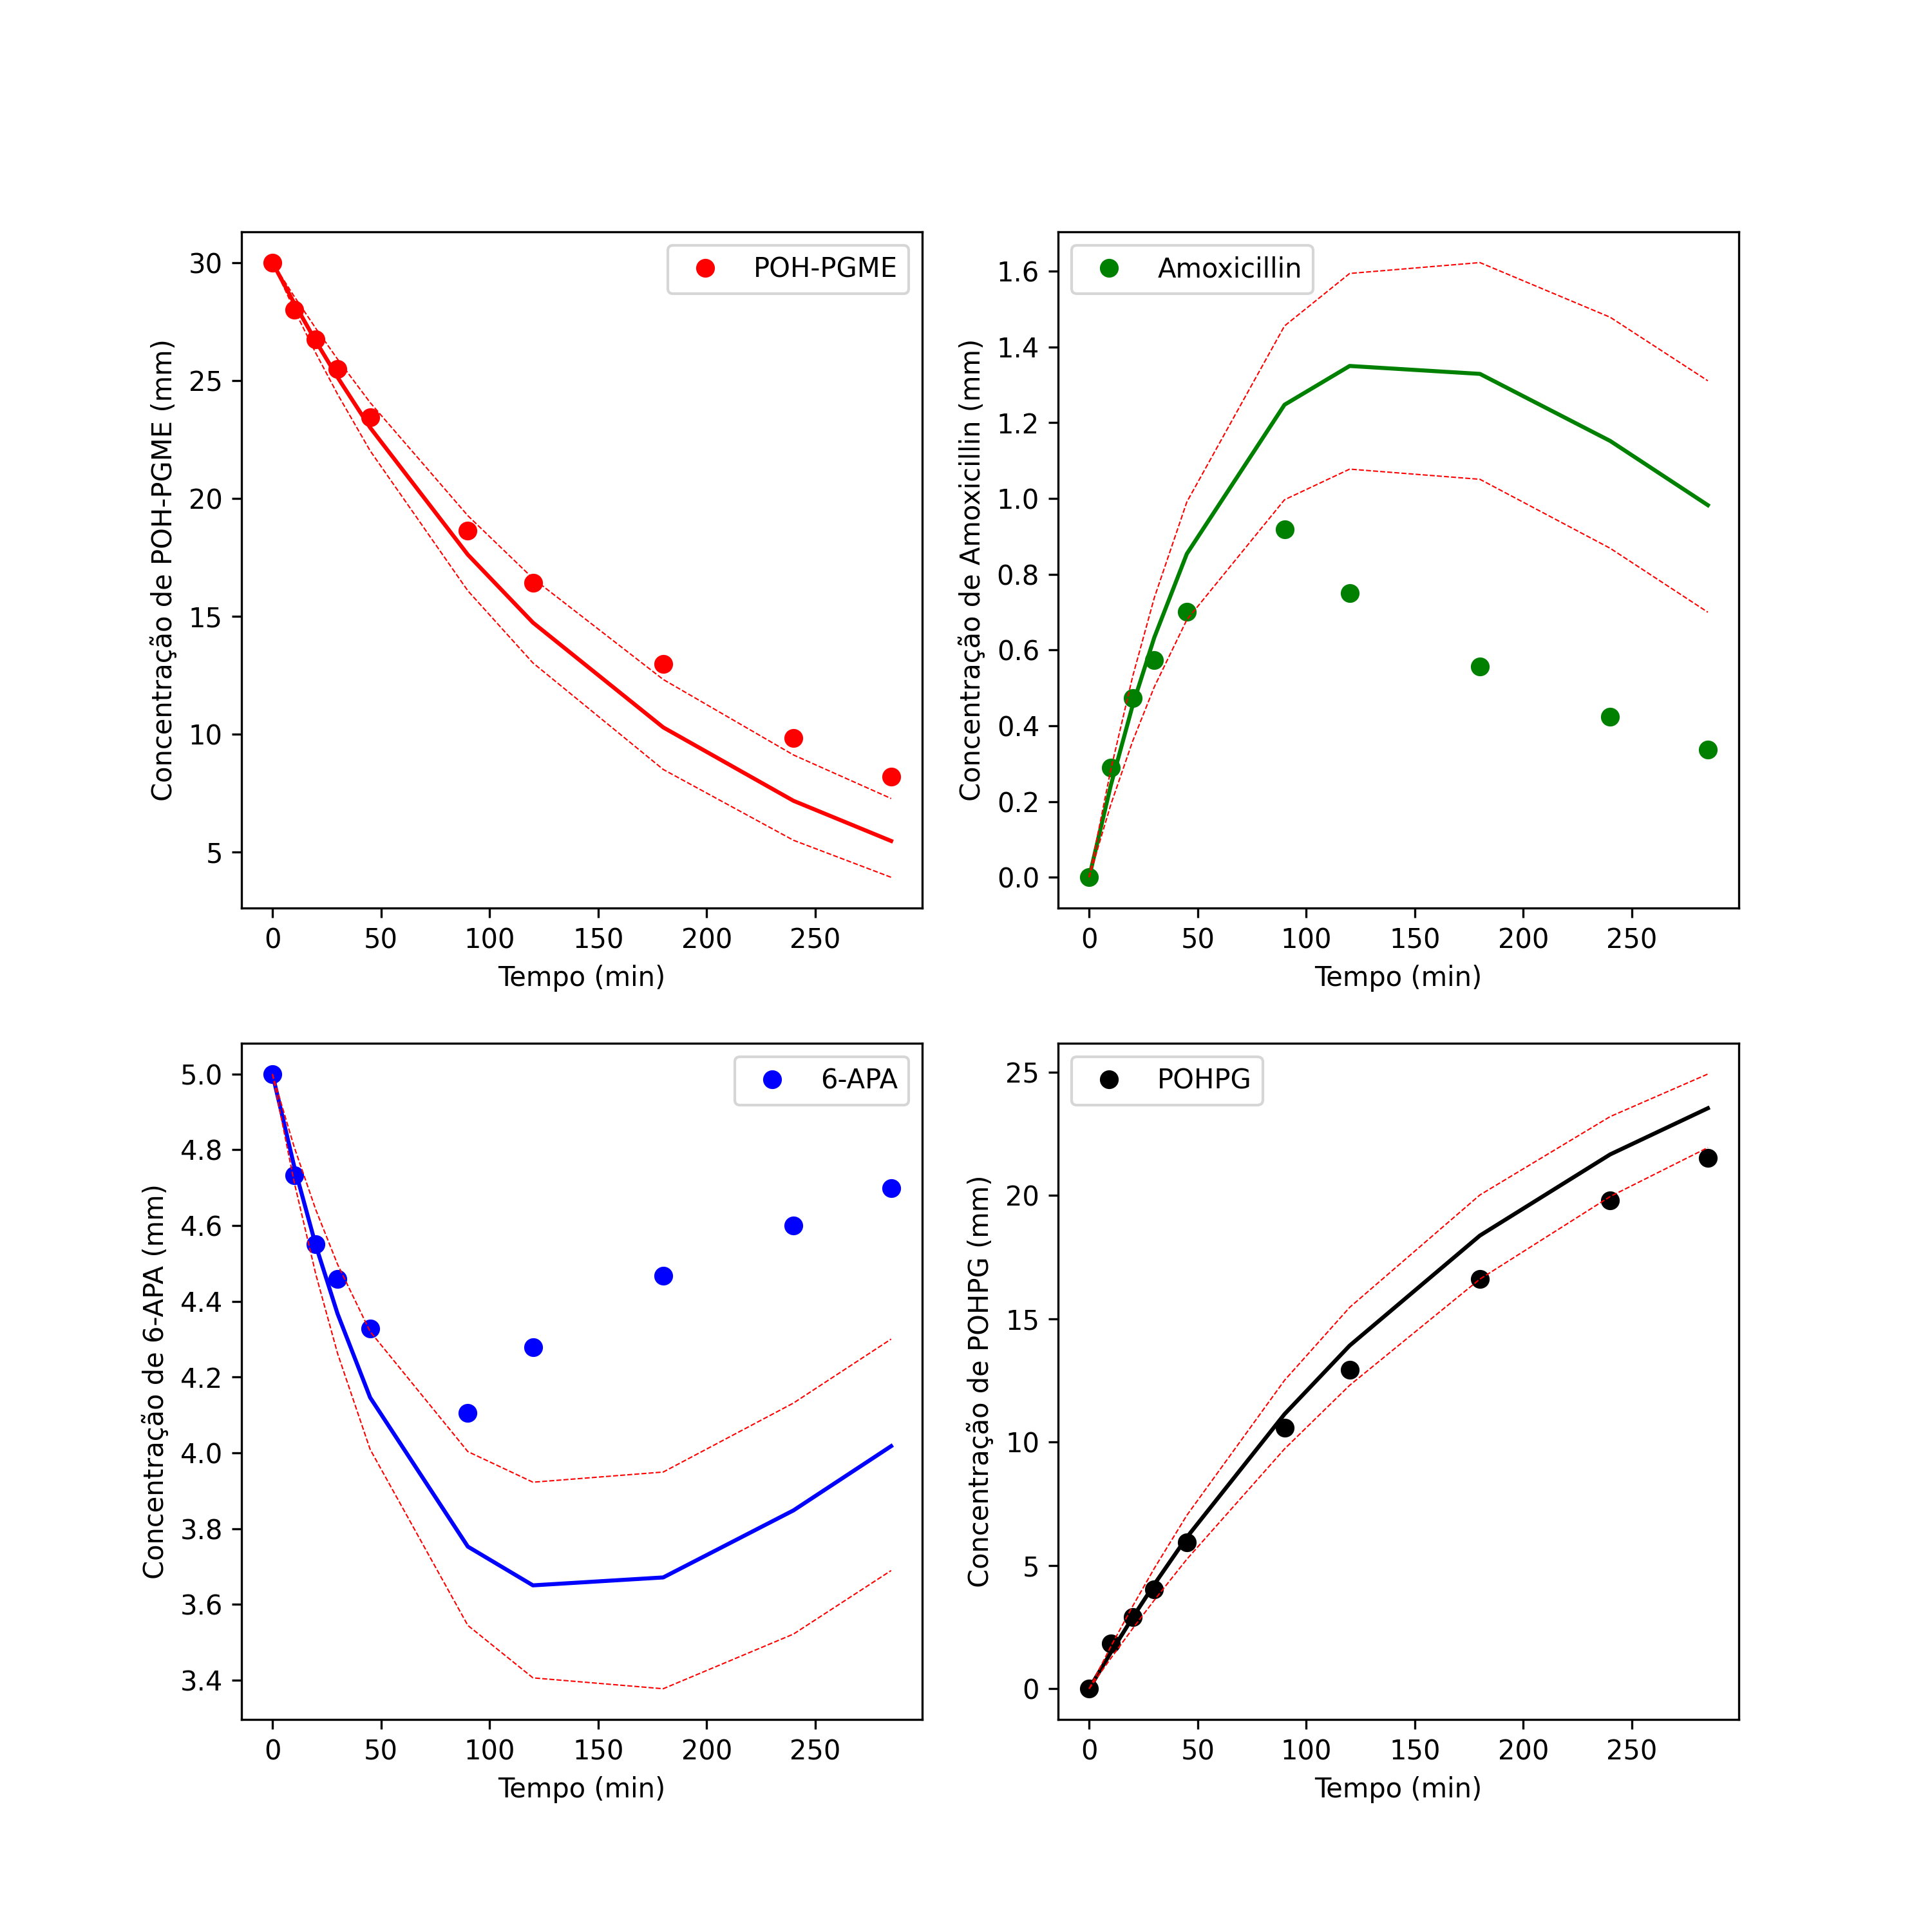 POH-PGME
30
25
20
15
10
5
Concentração de POH-PGME (mm)
0 50 100 150 200 250
Tempo (min)
Amoxicillin
1.6
1.4
1.2
1.0
0.8
0.6
0.4
0.2
0.0
Concentração de Amoxicillin (mm)
0 50 100 150 200 250
Tempo (min)
6-APA
5.0
4.8
4.6
4.4
4.2
4.0
3.8
3.6
3.4
Concentração de 6-APA (mm)
0 50 100 150 200 250
Tempo (min)
POHPG
25
20
15
10
5
0
Concentração de POHPG (mm)
0 50 100 150 200 250
Tempo (min)